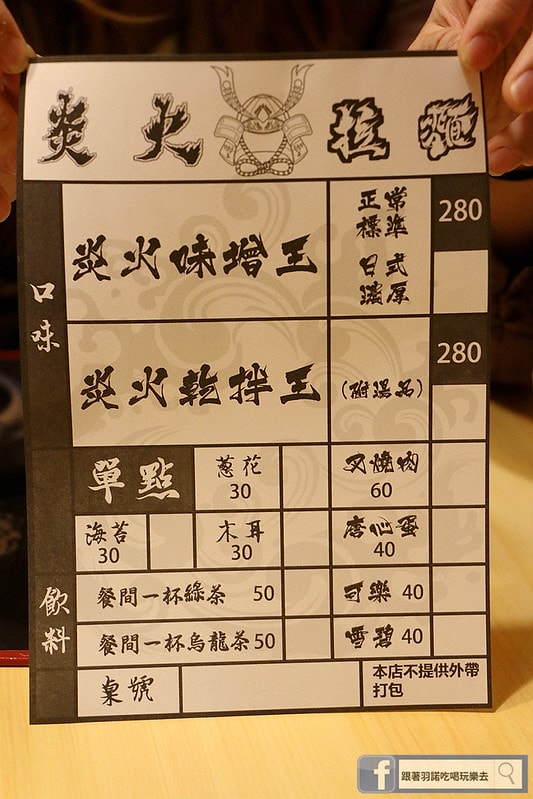 炎火拉麵
口味
炎火味噌王
正常
標準
日式
濃厚
280
炎火乾拌王
(附湯品)
280
單點
蔥花
30
叉燒肉
60
海苔
30
木耳
30
糖心蛋
40
飲料
餐間一杯綠茶 50
可樂 40
餐間一杯烏龍茶 50
雪碧 40
桌號
本店不提供外帶
打包
f 跟著羽諾吃喝玩樂去